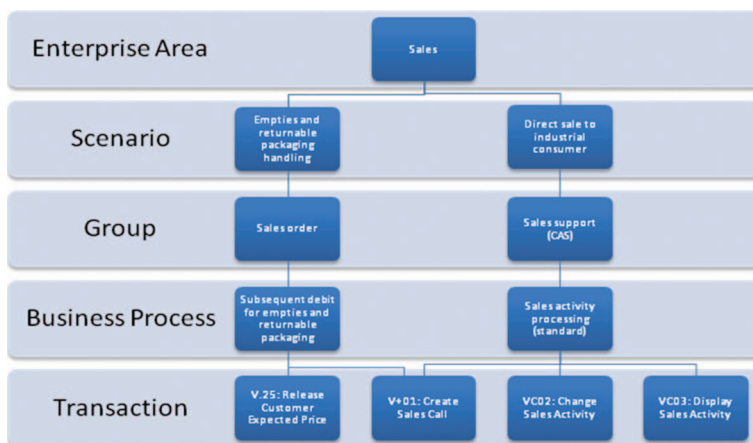 Enterprise Area
Sales
Scenario
Empties and
returnable
packaging
handling
Direct sale to
industrial
consumer
Group
Sales order
Sales support
(CAS)
Business Process
Subsequent debit
for empties and
returnable
packaging
Sales activity
processing
(standard)
Transaction
V.25: Release
Customer
Expected Price
V+01: Create
Sales Call
VC02: Change
Sales Activity
VC03: Display
Sales Activity